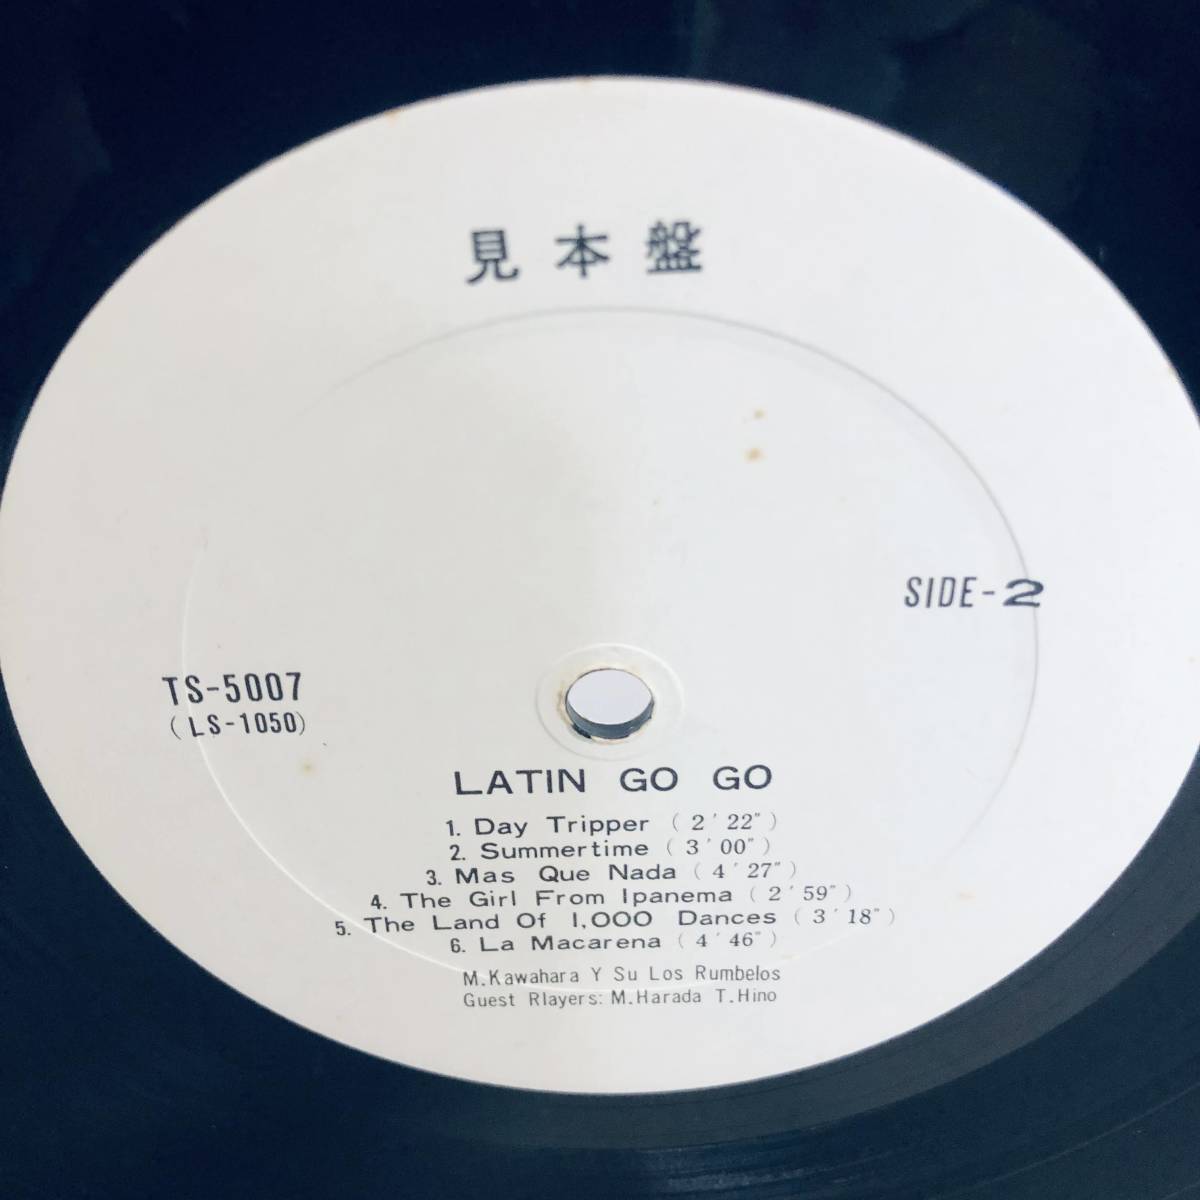 見本盤
SIDE-2
TS-5007
(LS-1050)
LATIN GO GO
1. Day Tripper (2'22")
2. Summertime (3'00")
3. Mas Que Nada (4'27")
4. The Girl From Ipanema (2'59")
5. The Land Of 1,000 Dances (3'18")
6. La Macarena (4'46")
M.Kawahara Y Su Los Rumbelos
Guest Rlayers: M.Harada T.Hino